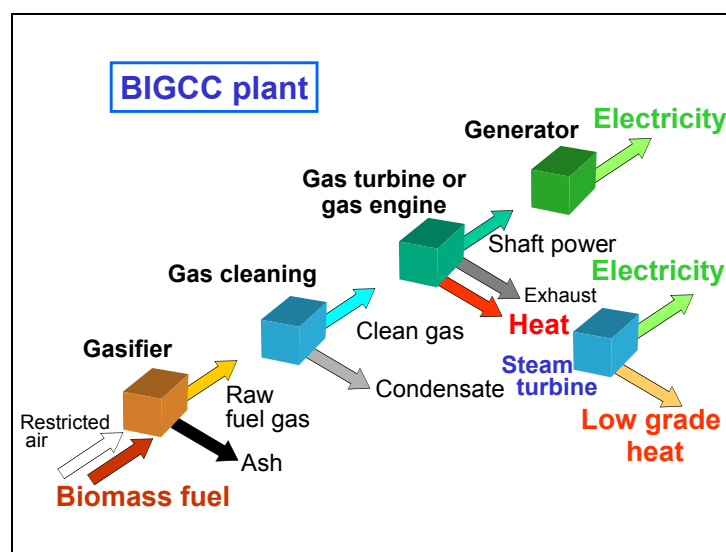 BIGCC plant
Electricity
Generator
Gas turbine or
gas engine
Shaft power
Electricity
Gas cleaning
Exhaust
Heat
Clean gas
Steam
turbine
Gasifier
Condensate
Raw
fuel gas
Restricted
air
Low grade
heat
Ash
Biomass fuel